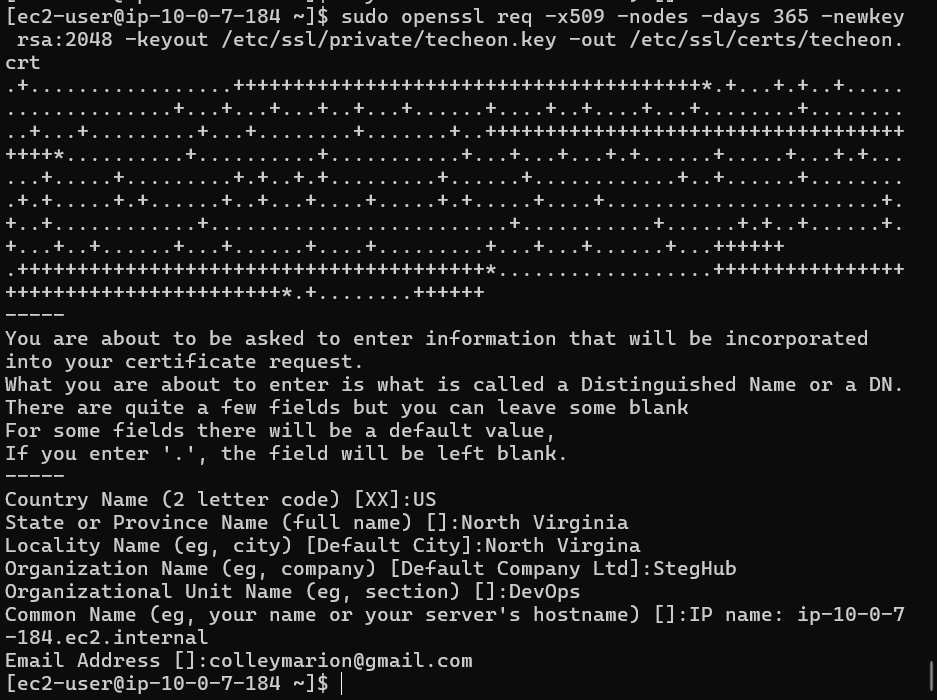 [ec2-user@ip-10-0-7-184 ~]$ sudo openssl req -x509 -nodes -days 365 -newkey
 rsa:2048 -keyout /etc/ssl/private/techeon.key -out /etc/ssl/certs/techeon.
crt
.+.................+++++++++++++++++++++++++++++++++++++++*.+...+.+..+.....
..............+...+...+...+..+...+......+....+..+....+...+........+........
..+...+.........+...+........+.......+..+++++++++++++++++++++++++++++++++++
++++*..........+..........+...........+...+...+...+.+......+.....+...+.+...
...+.....+.........+.+..+.+.........+......+............+..+......+........
.+.+.....+.+......+..+...+....+.....+.+.....+....+.......................+.
+..+............+.........................+...........+......+.+..+......+.
+...+..+......+...+......+....+.........+...+...+......+...++++++
.+++++++++++++++++++++++++++++++++++++++*..................++++++++++++++++
+++++++++++++++++++++++*.+........++++++
-----
You are about to be asked to enter information that will be incorporated
into your certificate request.
What you are about to enter is what is called a Distinguished Name or a DN.
There are quite a few fields but you can leave some blank
For some fields there will be a default value,
If you enter '.', the field will be left blank.
-----
Country Name (2 letter code) [XX]:US
State or Province Name (full name) []:North Virginia
Locality Name (eg, city) [Default City]:North Virgina
Organization Name (eg, company) [Default Company Ltd]:StegHub
Organizational Unit Name (eg, section) []:DevOps
Common Name (eg, your name or your server's hostname) []:IP name: ip-10-0-7
-184.ec2.internal
Email Address []:colleymarion@gmail.com
[ec2-user@ip-10-0-7-184 ~]$